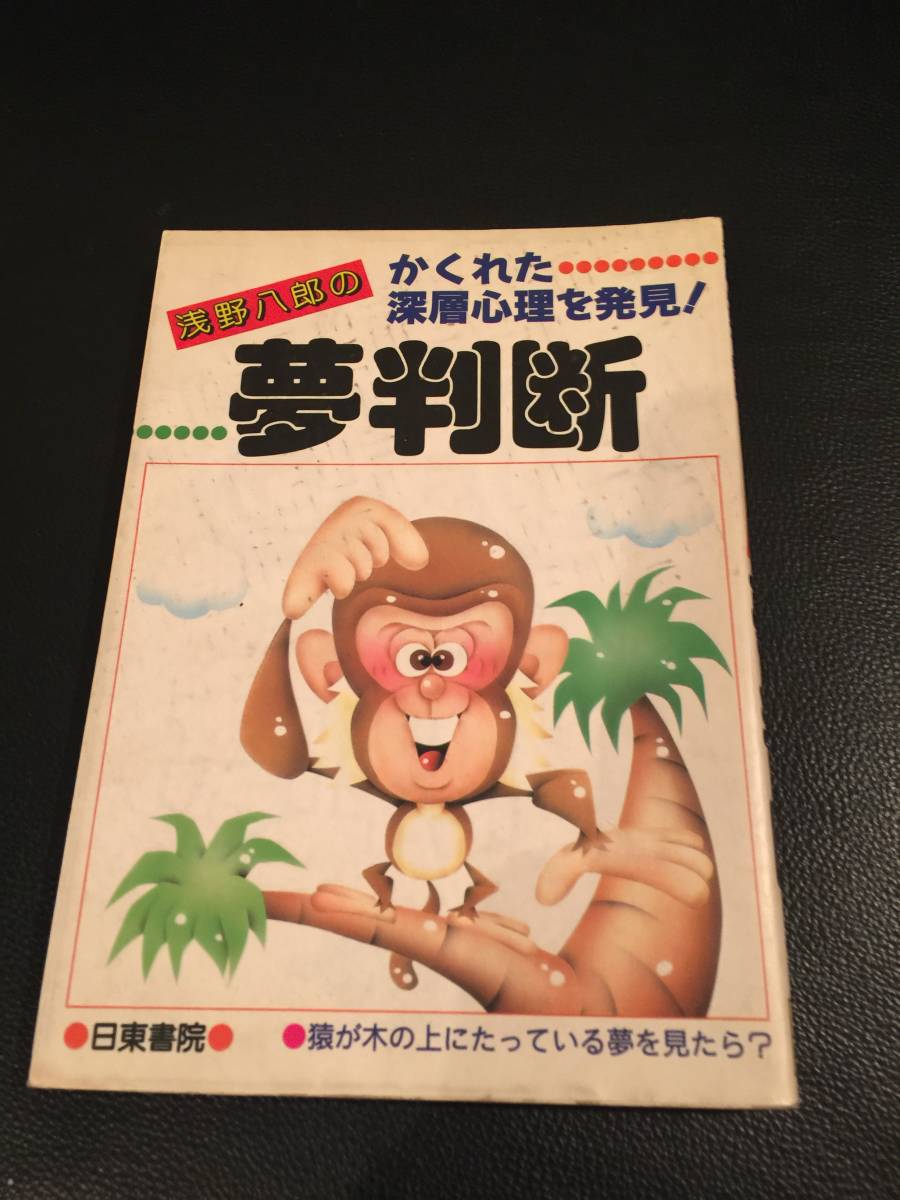 浅野八郎の
かくれた
深層心理を発見!
夢判断
日東書院
猿が木の上にたっている夢を見たら?